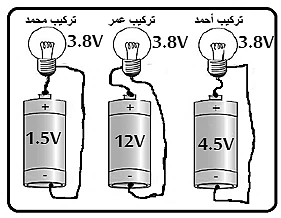 تركيب أحمد تركيب عمر تركيب محمد
3.8V 3.8V 3.8V
+ + +
1.5V 12V 4.5V
- - -